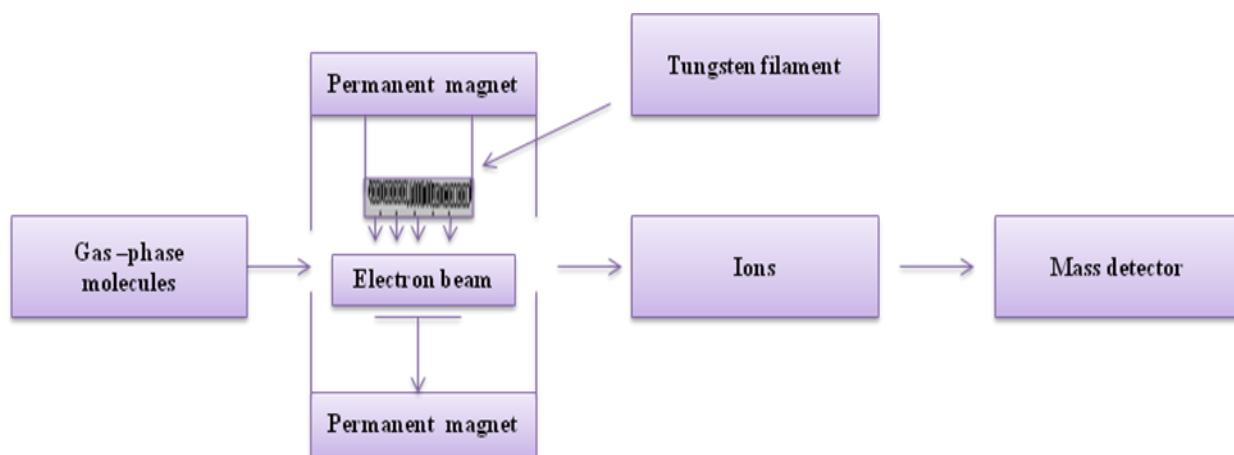 Permanent magnet
Tungsten filament
Gas –phase
molecules
Electron beam
Ions
Mass detector
Permanent magnet